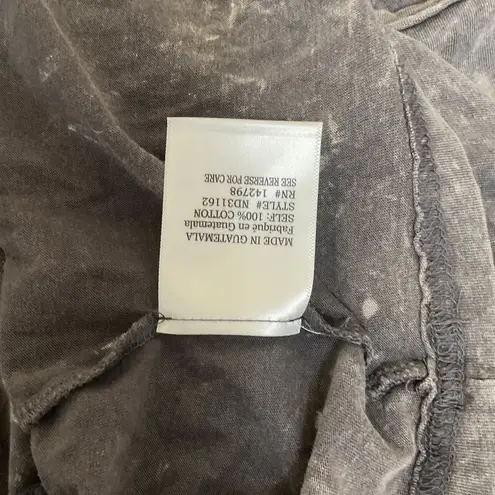 MADE IN GUATEMALA
Fabriqué en Guatemala
SELF: 100% COTTON
STYLE# ND31162
RN# 142798
SEE REVERSE FOR CARE